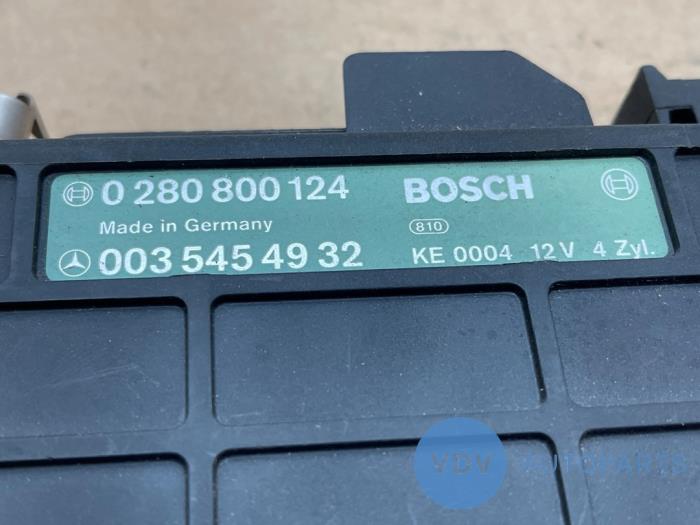 0 280 800 124 BOSCH
Made in Germany 810
003 545 49 32 KE 0004 12 V 4 Zyl.
YDV AUTOPARTS